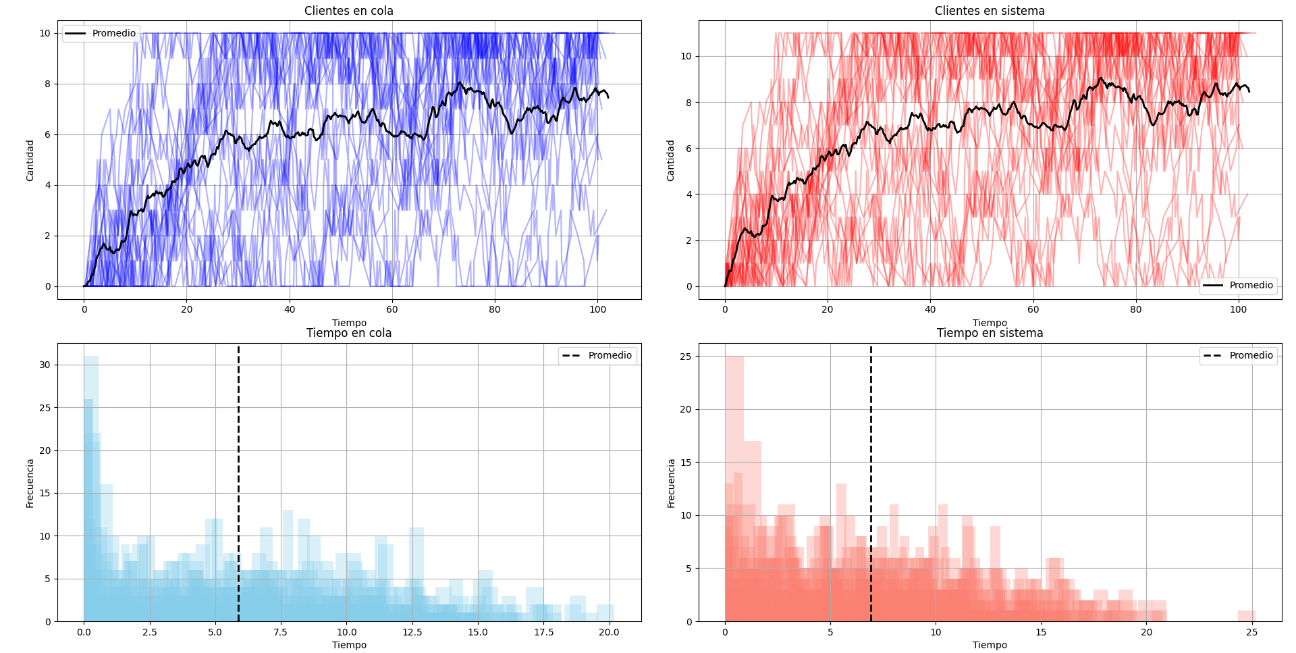 Clientes en cola
Cantidad
10
8
6
4
2
0
Promedio
0 20 40 60 80 100
Tiempo
Clientes en sistema
Cantidad
10
8
6
4
2
0
Promedio
0 20 40 60 80 100
Tiempo
Tiempo en cola
Frecuencia
30
25
20
15
10
5
0
Promedio
0.0 2.5 5.0 7.5 10.0 12.5 15.0 17.5 20.0
Tiempo
Tiempo en sistema
Frecuencia
25
20
15
10
5
0
Promedio
0 5 10 15 20 25
Tiempo